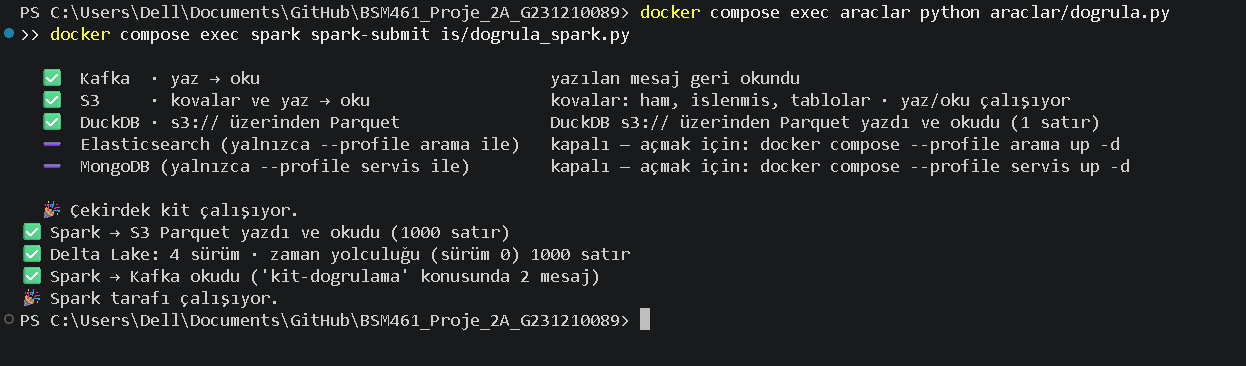 PS C:\Users\Dell\Documents\GitHub\BSM461_Proje_2A_G231210089> docker compose exec araclar python araclar/dogrula.py
>> docker compose exec spark spark-submit is/dogrula_spark.py
✅ Kafka · yaz → oku yazılan mesaj geri okundu
✅ S3 · kovalar ve yaz → oku kovalar: ham, islenmis, tablolar · yaz/oku çalışıyor
✅ DuckDB · s3:// üzerinden Parquet DuckDB s3:// üzerinden Parquet yazdı ve okudu (1 satır)
➖ Elasticsearch (yalnızca --profile arama ile) kapalı — açmak için: docker compose --profile arama up -d
➖ MongoDB (yalnızca --profile servis ile) kapalı — açmak için: docker compose --profile servis up -d
🎉 Çekirdek kit çalışıyor.
✅ Spark → S3 Parquet yazdı ve okudu (1000 satır)
✅ Delta Lake: 4 sürüm · zaman yolculuğu (sürüm 0) 1000 satır
✅ Spark → Kafka okudu ('kit-dogrulama' konusunda 2 mesaj)
🎉 Spark tarafı çalışıyor.
PS C:\Users\Dell\Documents\GitHub\BSM461_Proje_2A_G231210089>